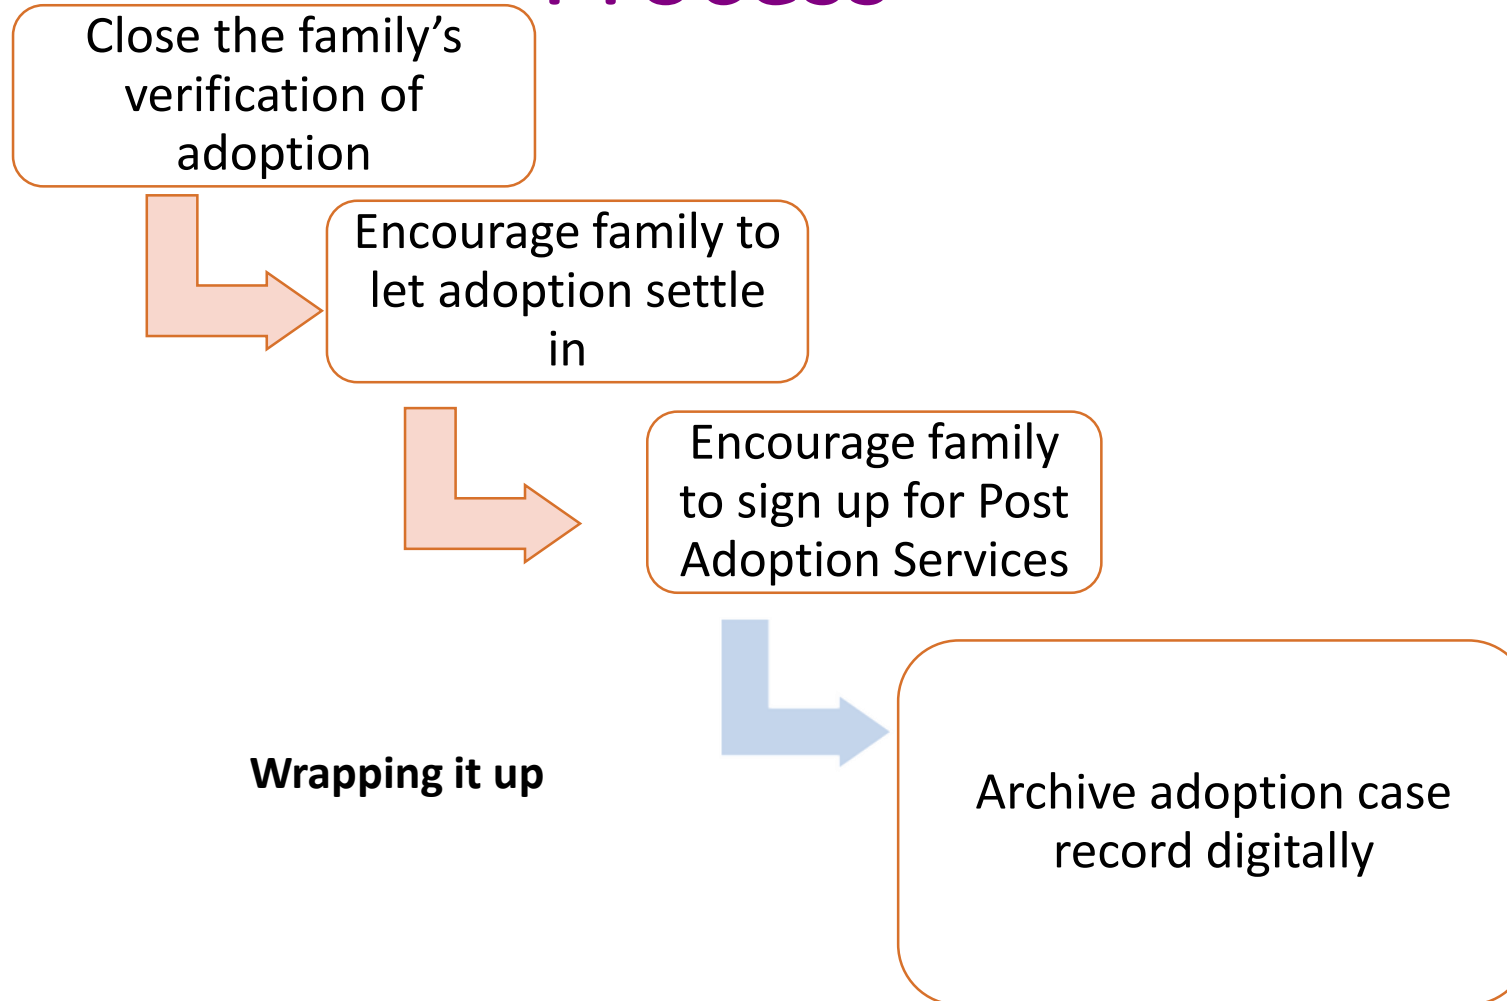 Process
Close the family’s
verification of
adoption
Encourage family to
let adoption settle
in
Encourage family
to sign up for Post
Adoption Services
Wrapping it up
Archive adoption case
record digitally